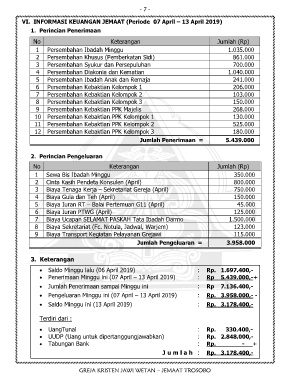 - 7 -
VI. INFORMASI KEUANGAN JEMAAT (Periode 07 April – 13 April 2019)
1. Perincian Penerimaan
No Keterangan Jumlah (Rp)
1 Persembahan Ibadah Minggu 1.035.000
2 Persembahan Khusus (Pemberkatan Sidi) 861.000
3 Persembahan Syukur dan Persepuluhan 700.000
4 Persembahan Diakonia dan Kematian 1.040.000
5 Persembahan Ibadah Anak dan Remaja 241.000
6 Persembahan Kebaktian Kelompok 1 206.000
7 Persembahan Kebaktian Kelompok 2 103.000
8 Persembahan Kebaktian Kelompok 3 150.000
9 Persembahan Kebaktian PPK Majelis 268.000
10 Persembahan Kebaktian PPK Kelompok 1 130.000
11 Persembahan Kebaktian PPK Kelompok 2 525.000
12 Persembahan Kebaktian PPK Kelompok 3 180.000
Jumlah Penerimaan = 5.439.000
2. Perincian Pengeluaran
No Keterangan Jumlah (Rp)
1 Sewa Bis Ibadah Minggu 350.000
2 Cinta Kasih Pendeta Konsulen (April) 800.000
3 Biaya Tenaga Kerja – Sekretariat Gereja (April) 750.000
4 Biaya Gula dan Teh (April) 150.000
5 Biaya Iuran RT – Balai Pertemuan G11 (April) 45.000
6 Biaya Iuran PTWG (April) 125.000
7 Biaya Ucapan SELAMAT PASKAH Tata Ibadah Darmo 1.500.000
8 Biaya Sekretariat (Fc. Notula, Jadwal, Warjem) 123.000
9 Biaya Transport Kegiatan Pelayanan Gerejawi 115.000
Jumlah Pengeluaran = 3.958.000
3. Keterangan
• Saldo Minggu lalu (06 April 2019) : Rp. 1.697.400,-
• Penerimaan Minggu ini (07 April – 13 April 2019) : Rp. 5.439.000,-+
• Jumlah Penerimaan sampai Minggu ini : Rp. 7.136.400,-
• Pengeluaran Minggu ini (07 April – 13 April 2019) : Rp. 3.958.000,- -
• Saldo Minggu ini (13 April 2019) : Rp. 3.178.400,-
Terdiri dari :
• UangTunai : Rp. 330.400,-
• UUDP (Uang untuk dipertanggungjawabkan) : Rp. 2.848.000,-
• Tabungan Bank : Rp. - +
J u m l a h : Rp. 3.178.400,-
GREJA KRISTEN JAWI WETAN – JEMAAT TROSOBO